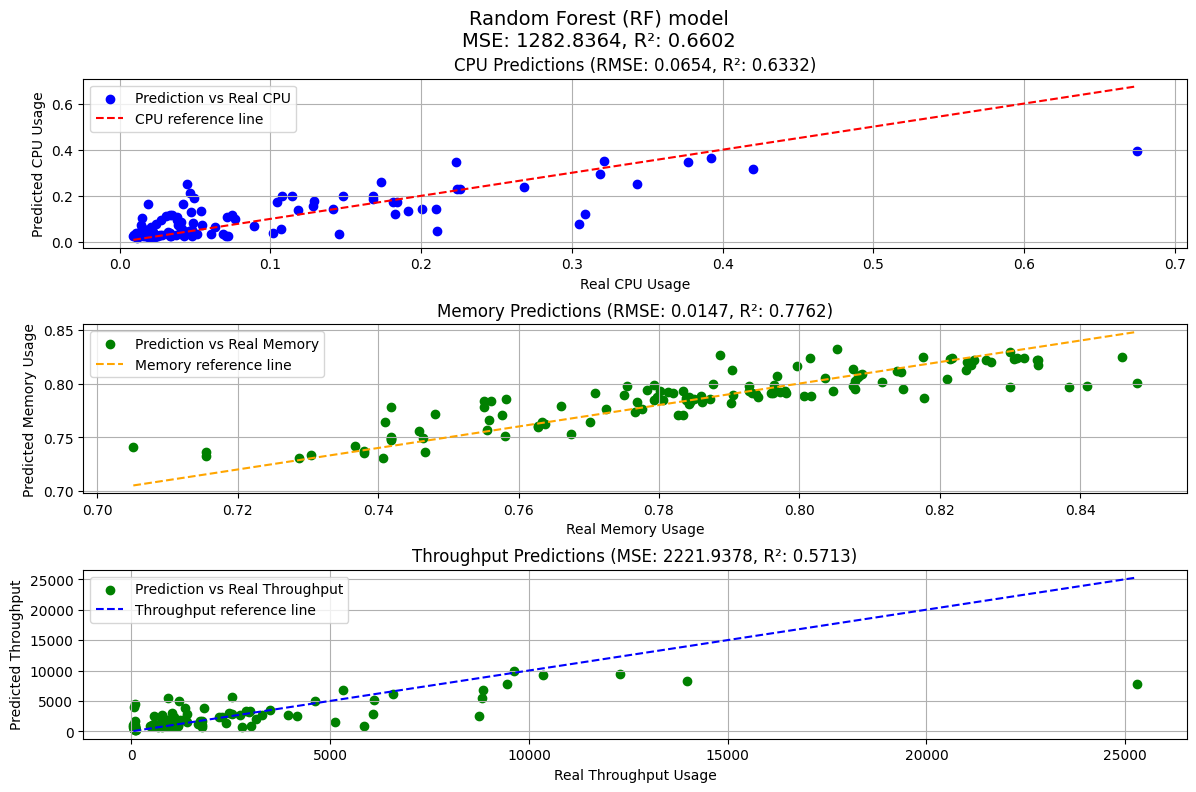 Random Forest (RF) model
MSE: 1282.8364, R²: 0.6602
CPU Predictions (RMSE: 0.0654, R²: 0.6332)
Predicted CPU Usage
0.6
0.4
0.2
0.0
Prediction vs Real CPU
CPU reference line
0.0 0.1 0.2 0.3 0.4 0.5 0.6 0.7
Real CPU Usage
Memory Predictions (RMSE: 0.0147, R²: 0.7762)
Predicted Memory Usage
0.85
0.80
0.75
0.70
Prediction vs Real Memory
Memory reference line
0.70 0.72 0.74 0.76 0.78 0.80 0.82 0.84
Real Memory Usage
Throughput Predictions (MSE: 2221.9378, R²: 0.5713)
Predicted Throughput
25000
20000
15000
10000
5000
0
Prediction vs Real Throughput
Throughput reference line
0 5000 10000 15000 20000 25000
Real Throughput Usage